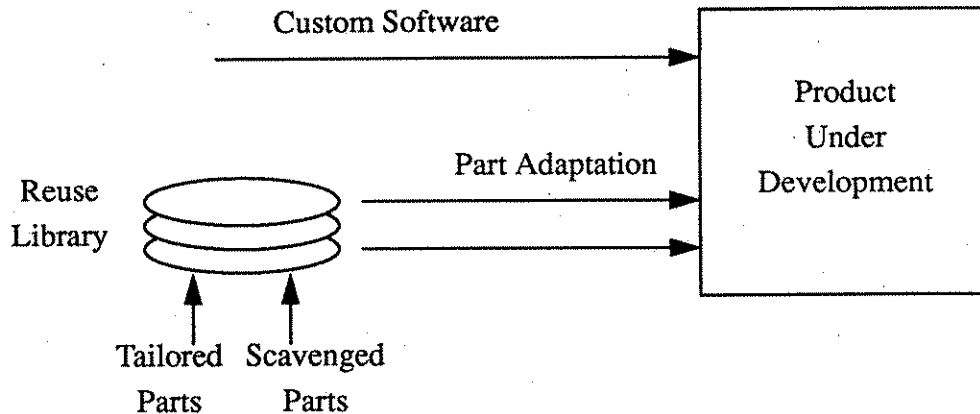 Custom Software
Product
Under
Development
Part Adaptation
Reuse
Library
Tailored
Parts
Scavenged
Parts